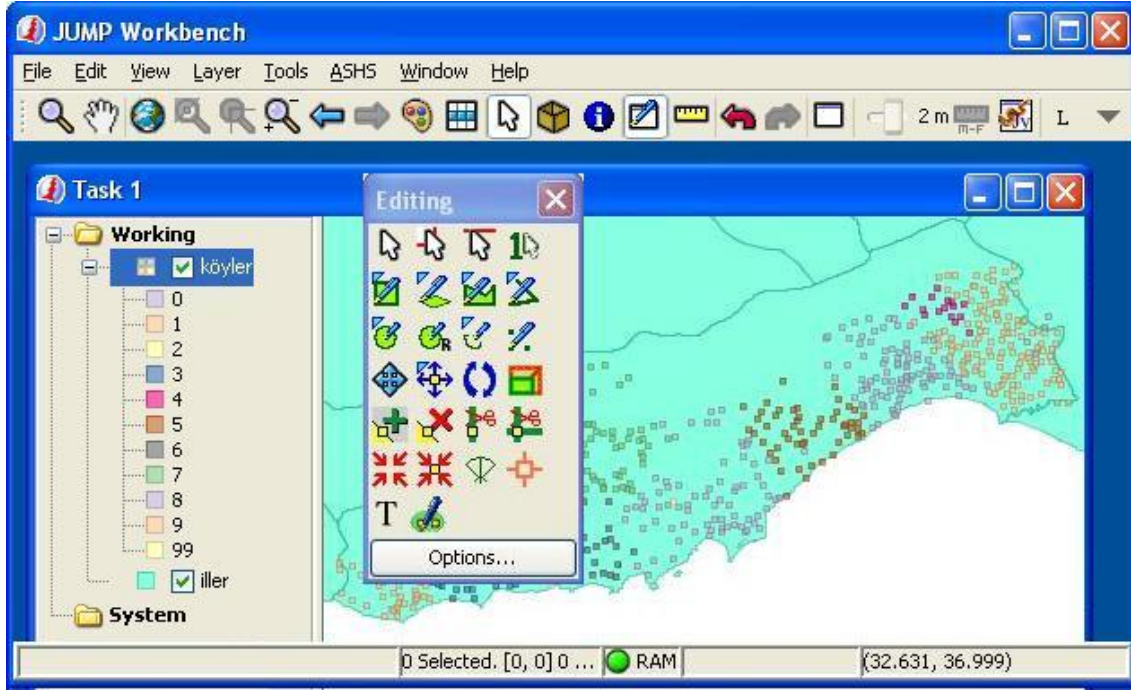 JUMP Workbench
File Edit View Layer Tools ASHS Window Help
2 m m-F L
Task 1
Editing
Working
köyler
0
1
2
3
4
5
6
7
8
9
99
iller
System
1
R
T
Options...
0 Selected. [0, 0] 0 ... RAM (32.631, 36.999)